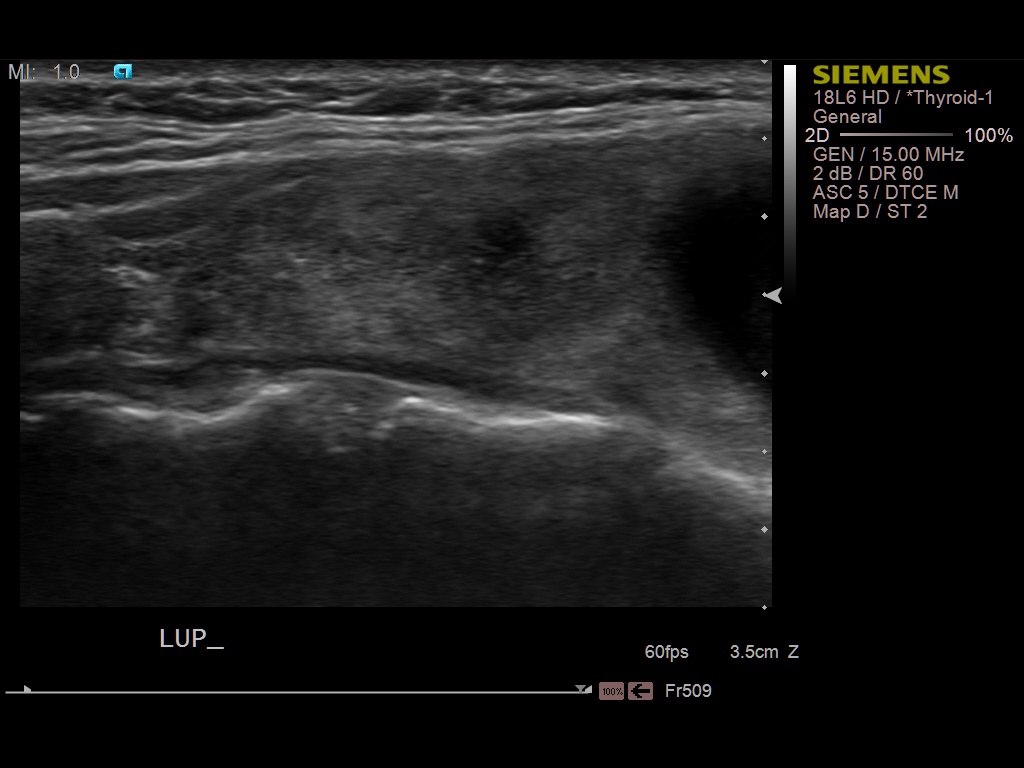 MI: 1.0
SIEMENS
18L6 HD / *Thyroid-1
General
2D 100%
GEN / 15.00 MHz
2 dB / DR 60
ASC 5 / DTCE M
Map D / ST 2
LUP_
60fps 3.5cm Z
100% Fr509